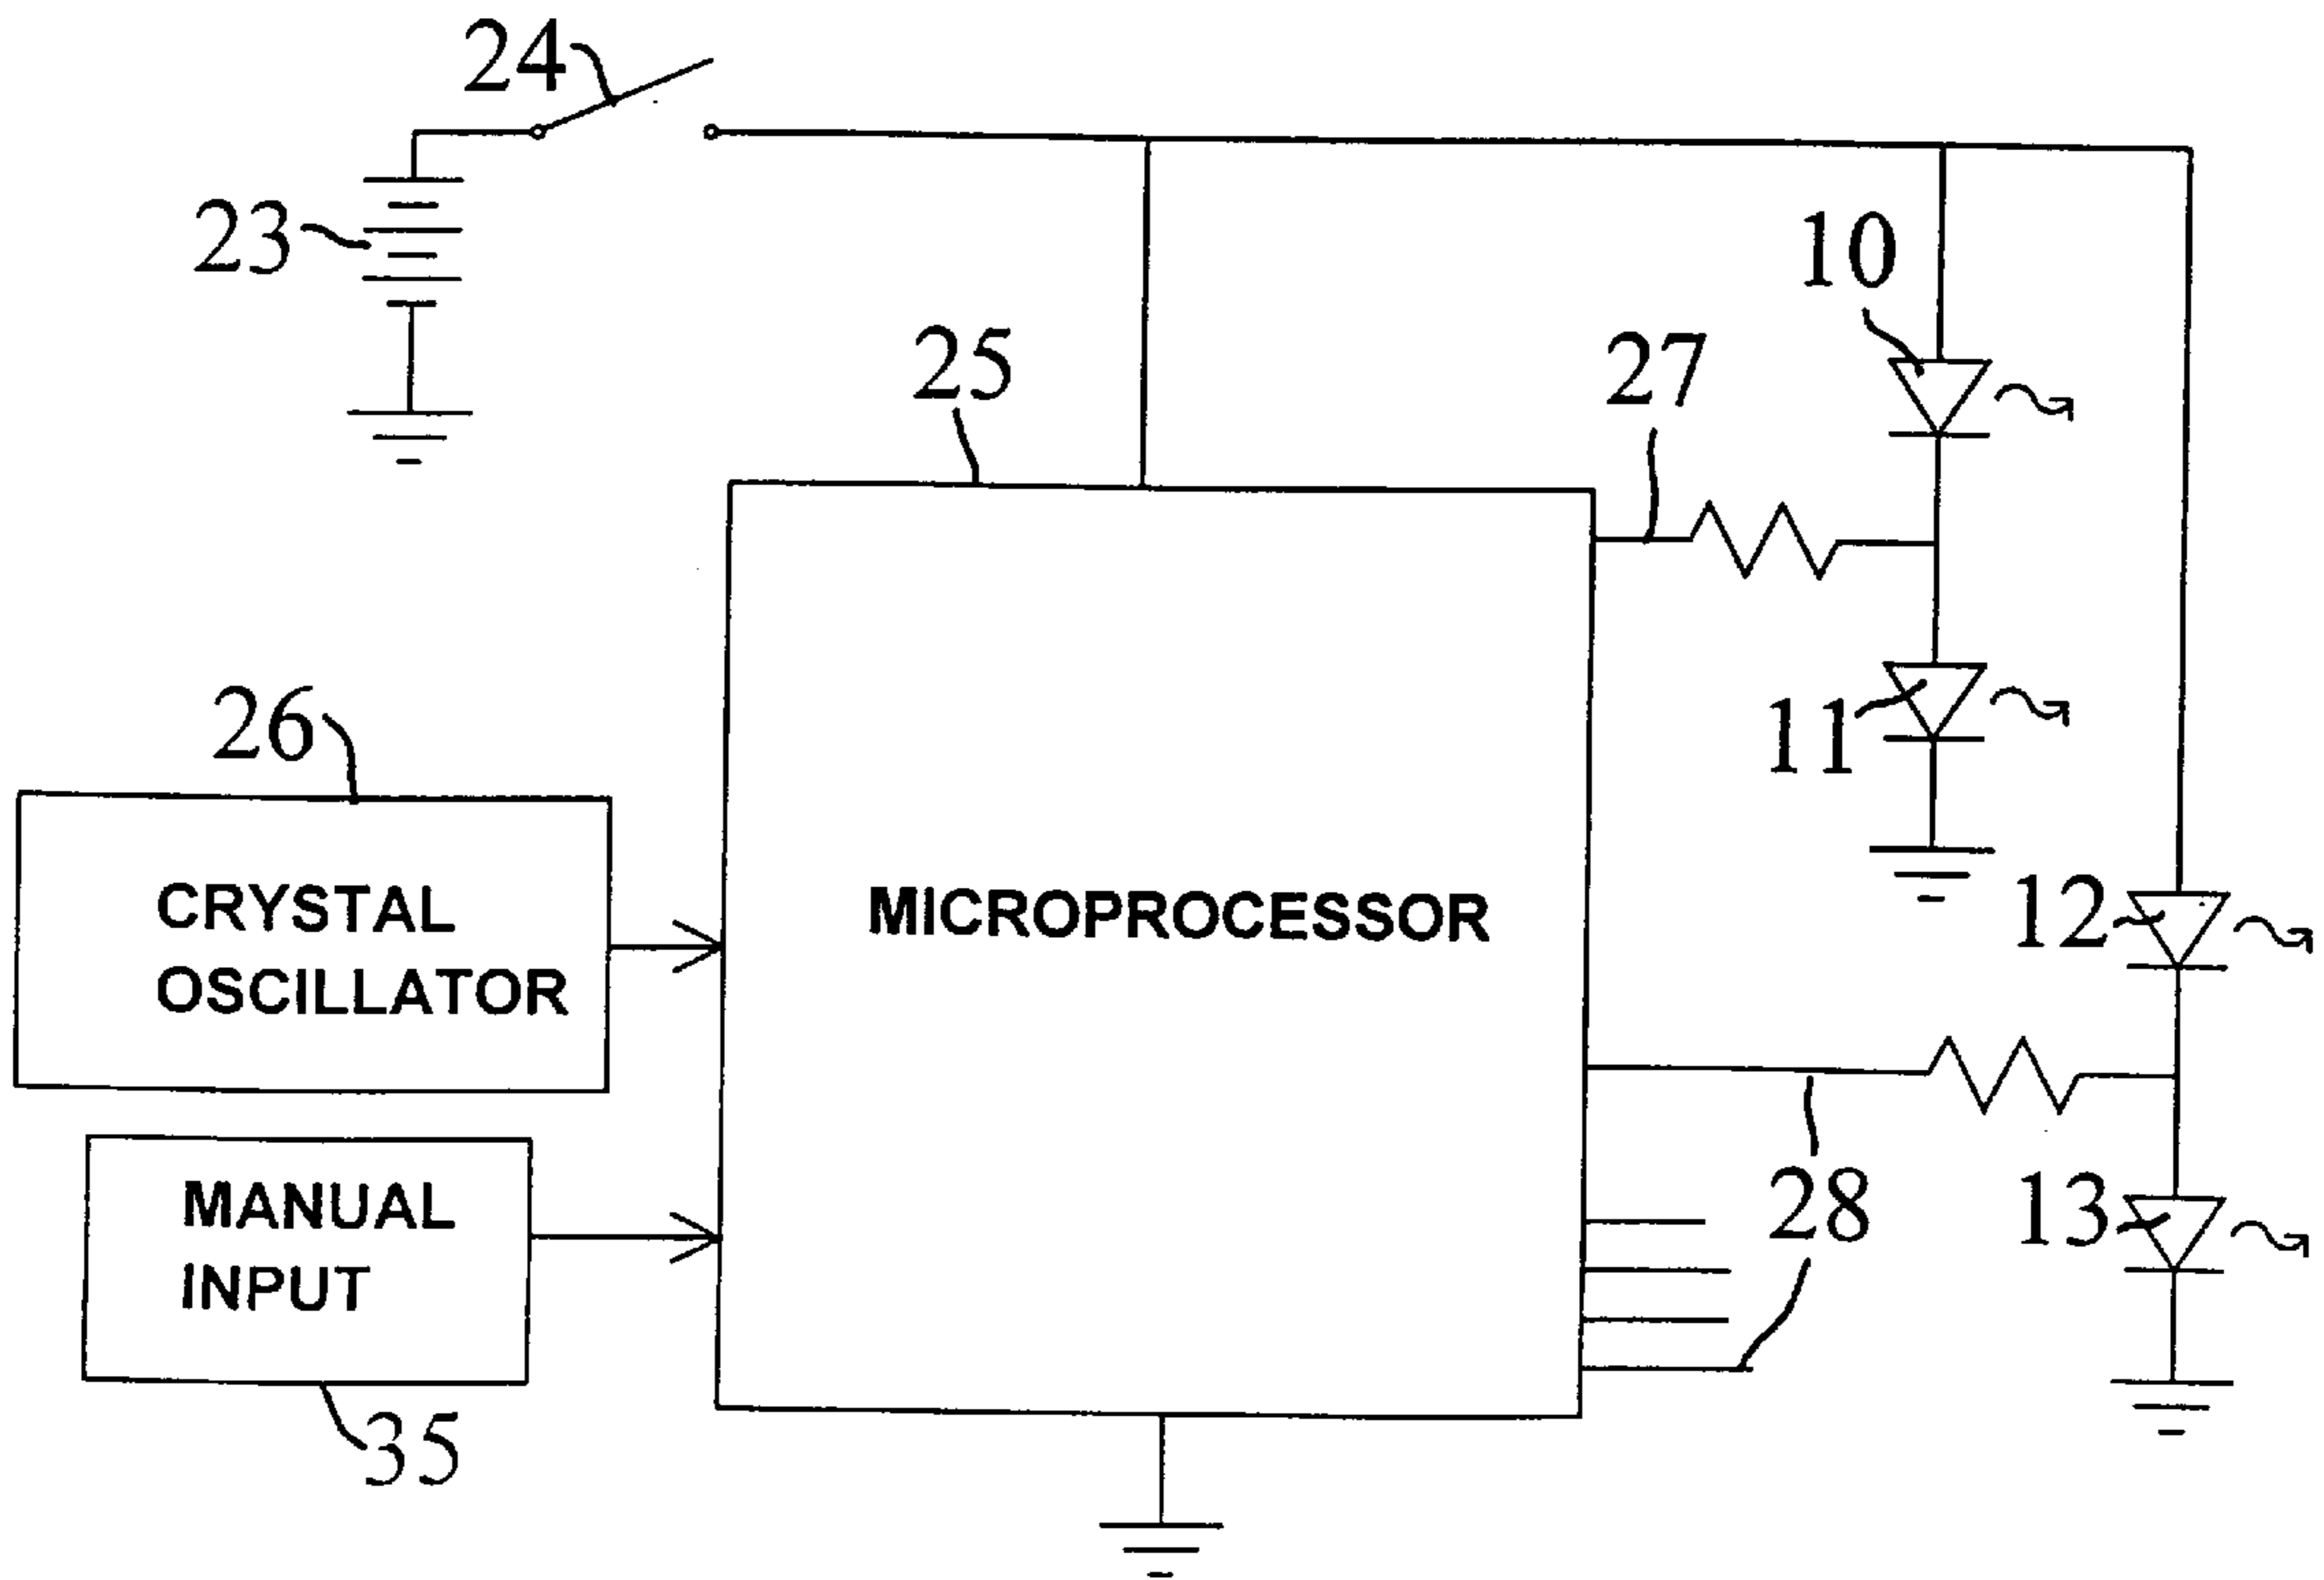 24
23
10
25
27
26
11
CRYSTAL
OSCILLATOR
MICROPROCESSOR
12
MANUAL
INPUT
28
13
35